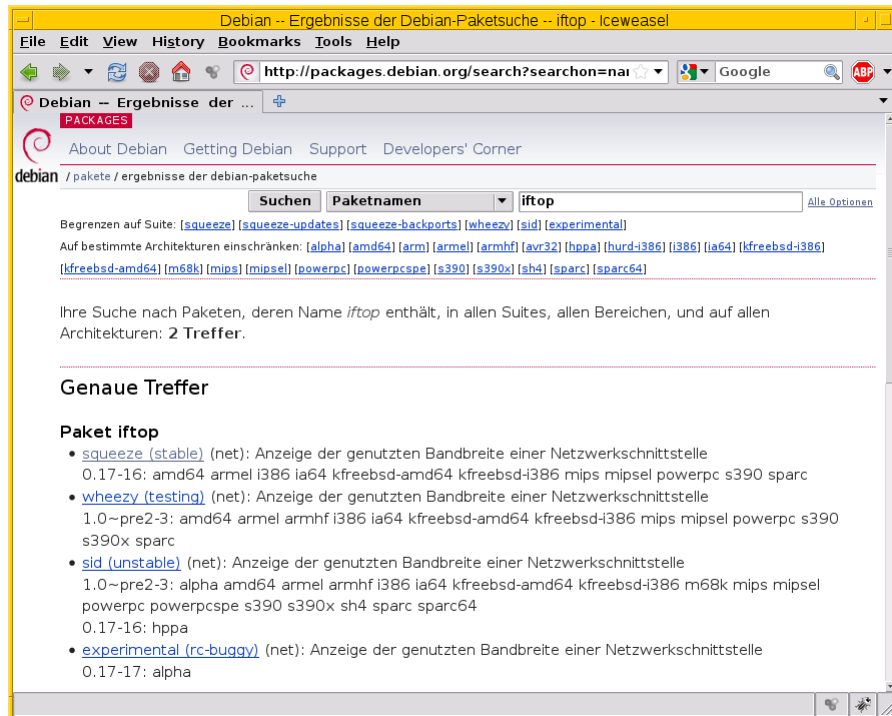 Debian -- Ergebnisse der Debian-Paketsuche -- iftop - Iceweasel
File Edit View History Bookmarks Tools Help
http://packages.debian.org/search?searchon=nai Google ABP
Debian -- Ergebnisse der ...
PACKAGES
About Debian Getting Debian Support Developers' Corner
debian / pakete / ergebnisse der debian-paketsuche
Suchen Paketnamen iftop Alle Optionen
Begrenzen auf Suite: [squeeze] [squeeze-updates] [squeeze-backports] [wheezy] [sid] [experimental]
Auf bestimmte Architekturen einschränken: [alpha] [amd64] [arm] [armel] [armhf] [avr32] [hppa] [hurd-i386] [i386] [ia64] [kfreebsd-i386]
[kfreebsd-amd64] [m68k] [mips] [mipsel] [powerpc] [powerpcspe] [s390] [s390x] [sh4] [sparc] [sparc64]
Ihre Suche nach Paketen, deren Name iftop enthält, in allen Suites, allen Bereichen, und auf allen
Architekturen: 2 Treffer.
Genaue Treffer
Paket iftop
• squeeze (stable) (net): Anzeige der genutzten Bandbreite einer Netzwerkschnittstelle
0.17-16: amd64 armel i386 ia64 kfreebsd-amd64 kfreebsd-i386 mips mipsel powerpc s390 sparc
• wheezy (testing) (net): Anzeige der genutzten Bandbreite einer Netzwerkschnittstelle
1.0~pre2-3: amd64 armel armhf i386 ia64 kfreebsd-amd64 kfreebsd-i386 mips mipsel powerpc s390
s390x sparc
• sid (unstable) (net): Anzeige der genutzten Bandbreite einer Netzwerkschnittstelle
1.0~pre2-3: alpha amd64 armel armhf i386 ia64 kfreebsd-amd64 kfreebsd-i386 m68k mips mipsel
powerpc powerpcspe s390 s390x sh4 sparc sparc64
0.17-16: hppa
• experimental (rc-buggy) (net): Anzeige der genutzten Bandbreite einer Netzwerkschnittstelle
0.17-17: alpha